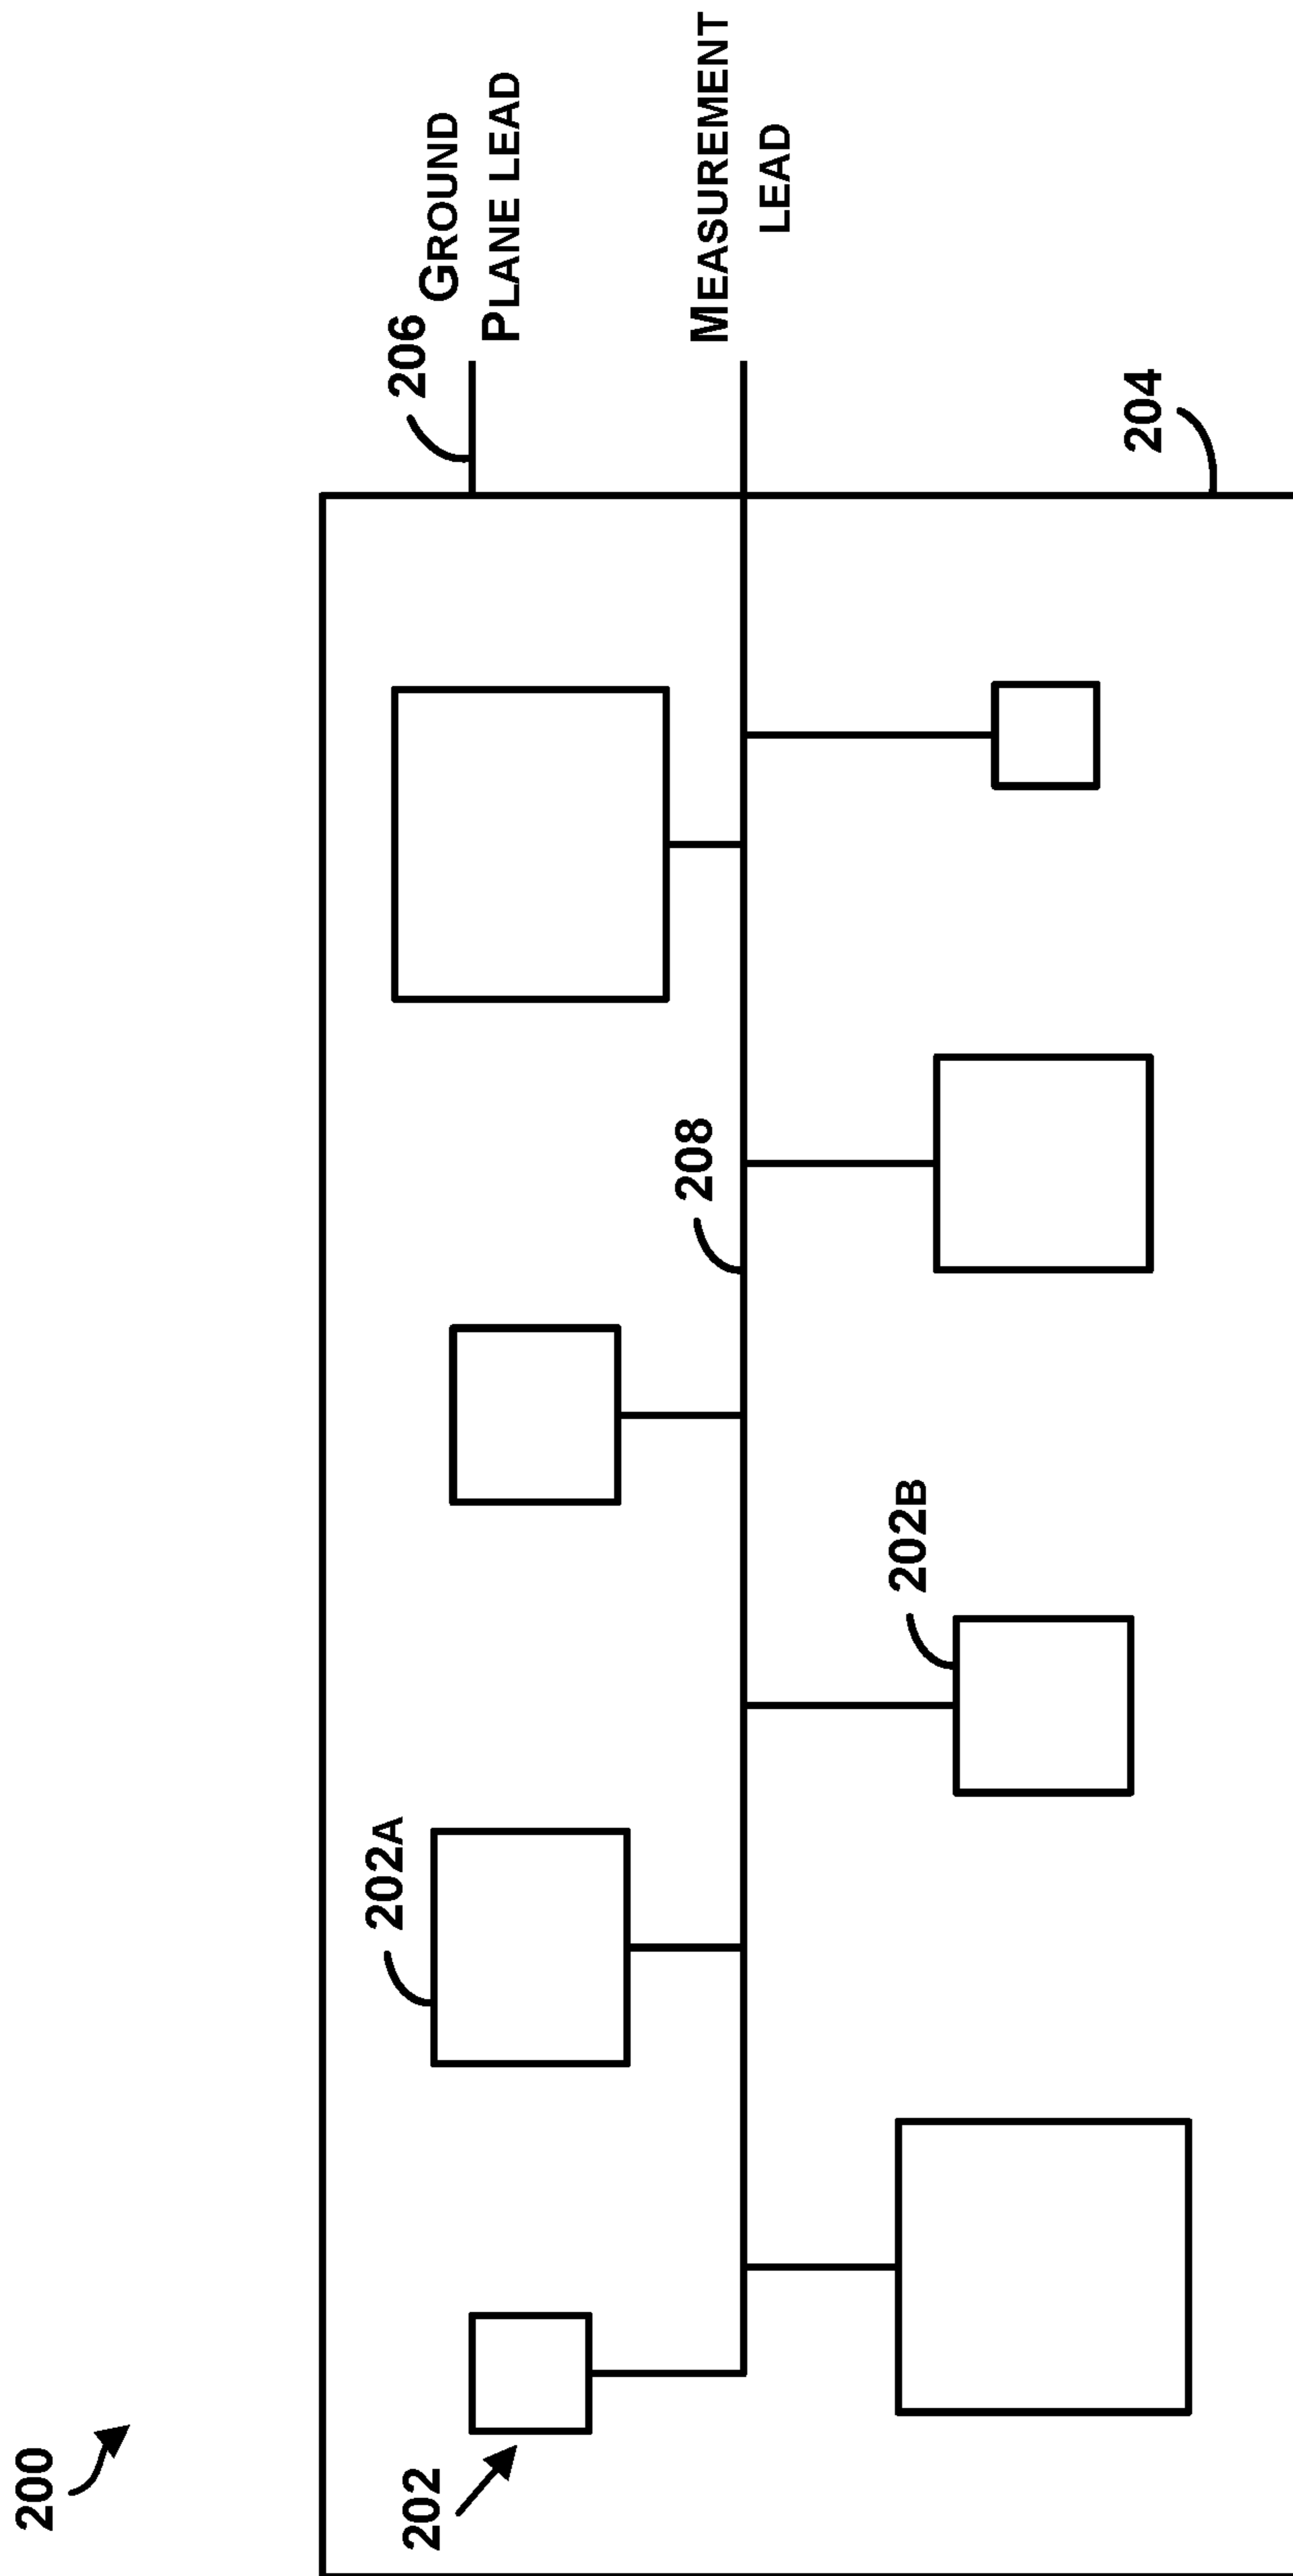 200
202
202A
202B
208
206
GROUND
PLANE LEAD
MEASUREMENT
LEAD
204